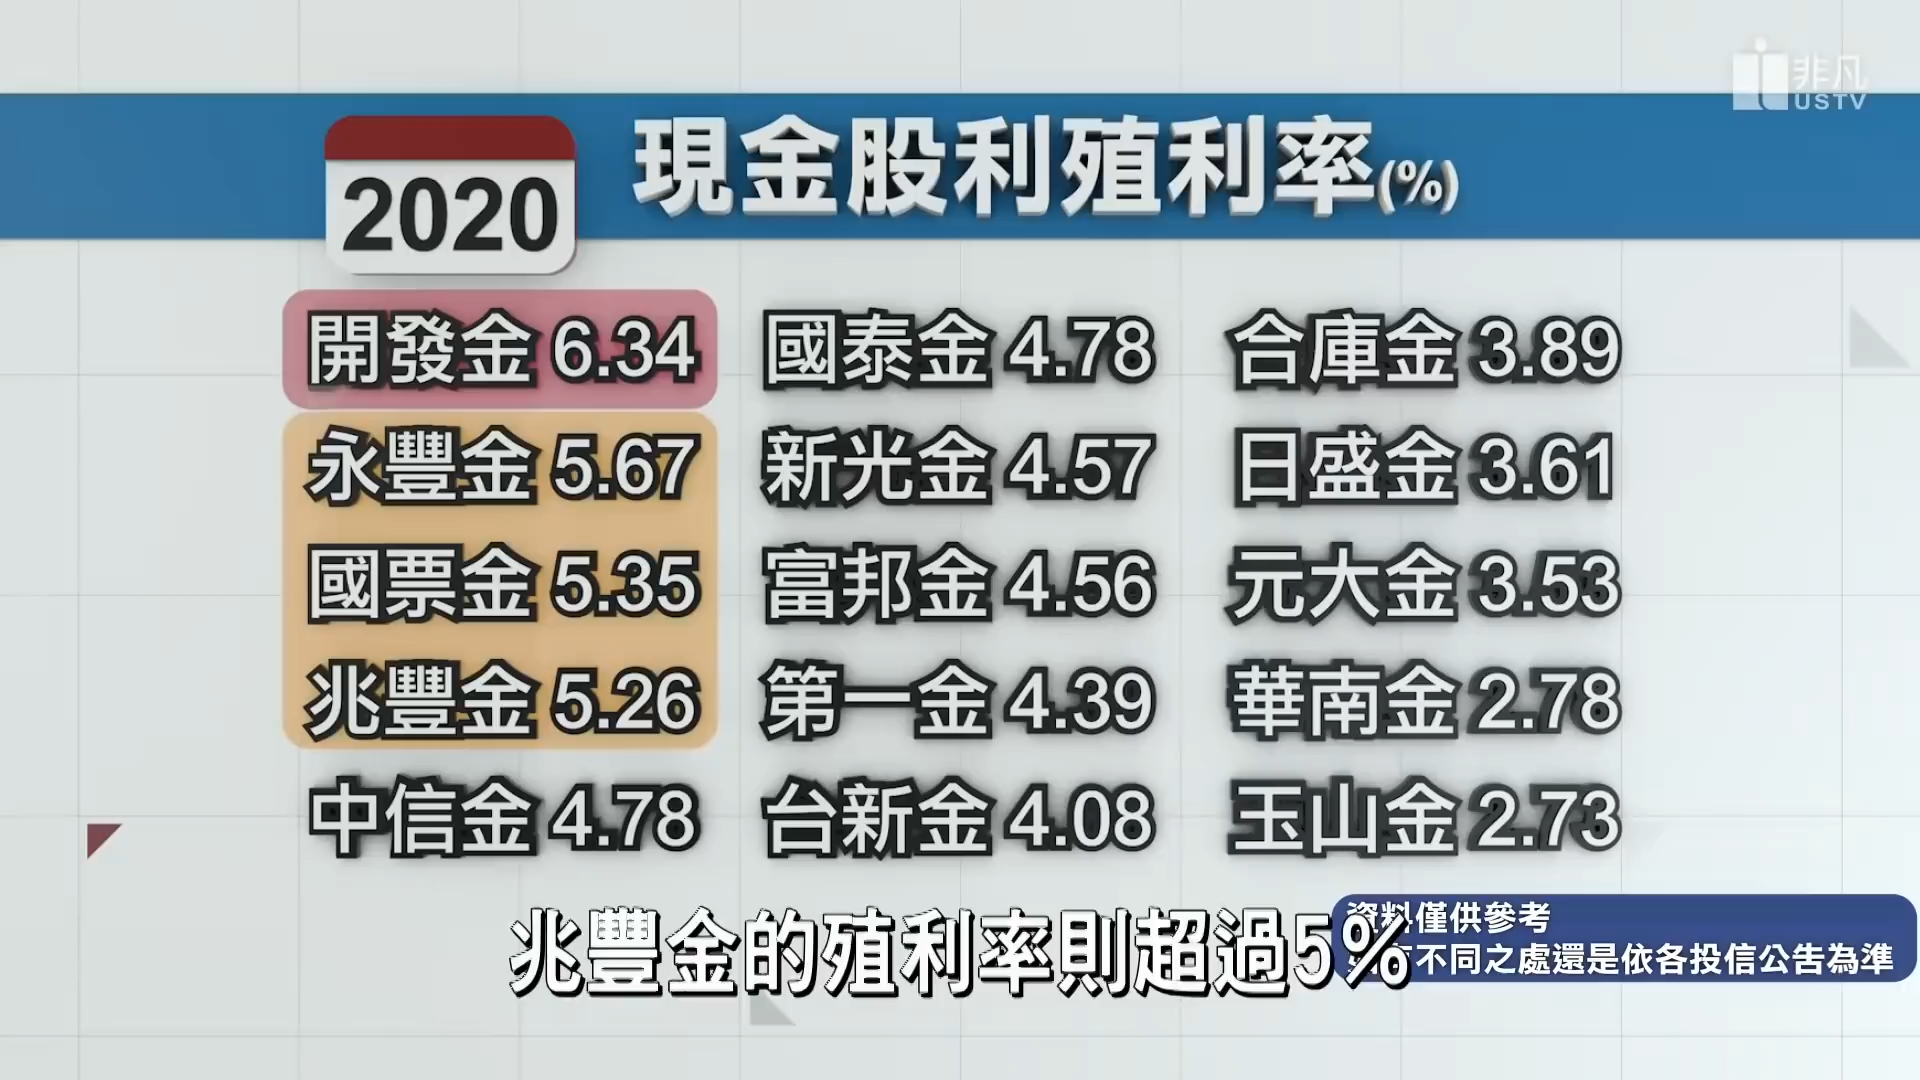 非凡
USTV
2020
現金股利殖利率(%)
開發金 6.34
永豐金 5.67
國票金 5.35
兆豐金 5.26
中信金 4.78
國泰金 4.78
新光金 4.57
富邦金 4.56
第一金 4.39
台新金 4.08
合庫金 3.89
日盛金 3.61
元大金 3.53
華南金 2.78
玉山金 2.73
資料僅供參考
不同之處還是依各投信公告為準
兆豐金的殖利率則超過5%